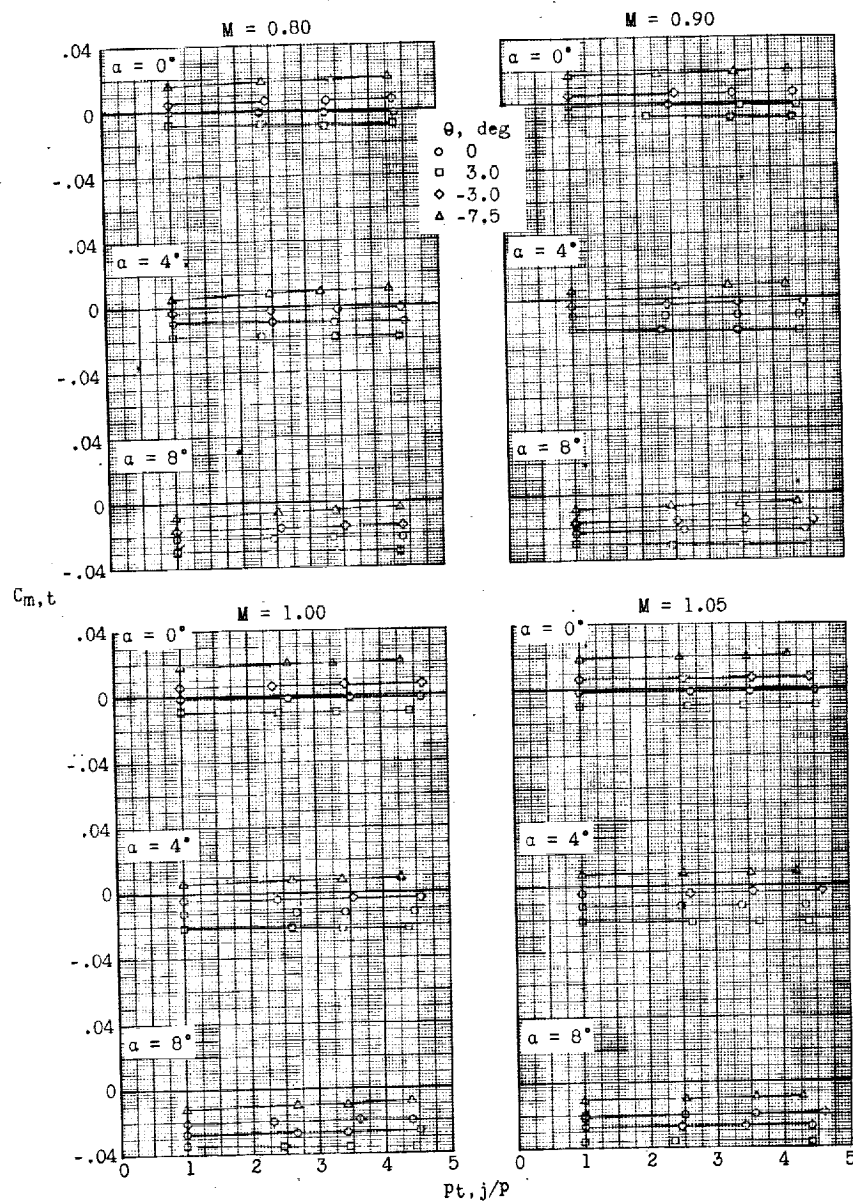 M = 0.80
M = 0.90
.04
α = 0°
α = 0°
0
θ, deg
0
3.0
-3.0
-7.5
-.04
.04
α = 4°
α = 4°
0
-.04
.04
α = 8°
α = 8°
0
-.04
Cm,t
M = 1.00
M = 1.05
.04
α = 0°
α = 0°
0
-.04
.04
α = 4°
α = 4°
0
-.04
.04
α = 8°
α = 8°
0
-.04
0 1 2 3 4 5
0 1 2 3 4 5
pt,j/p